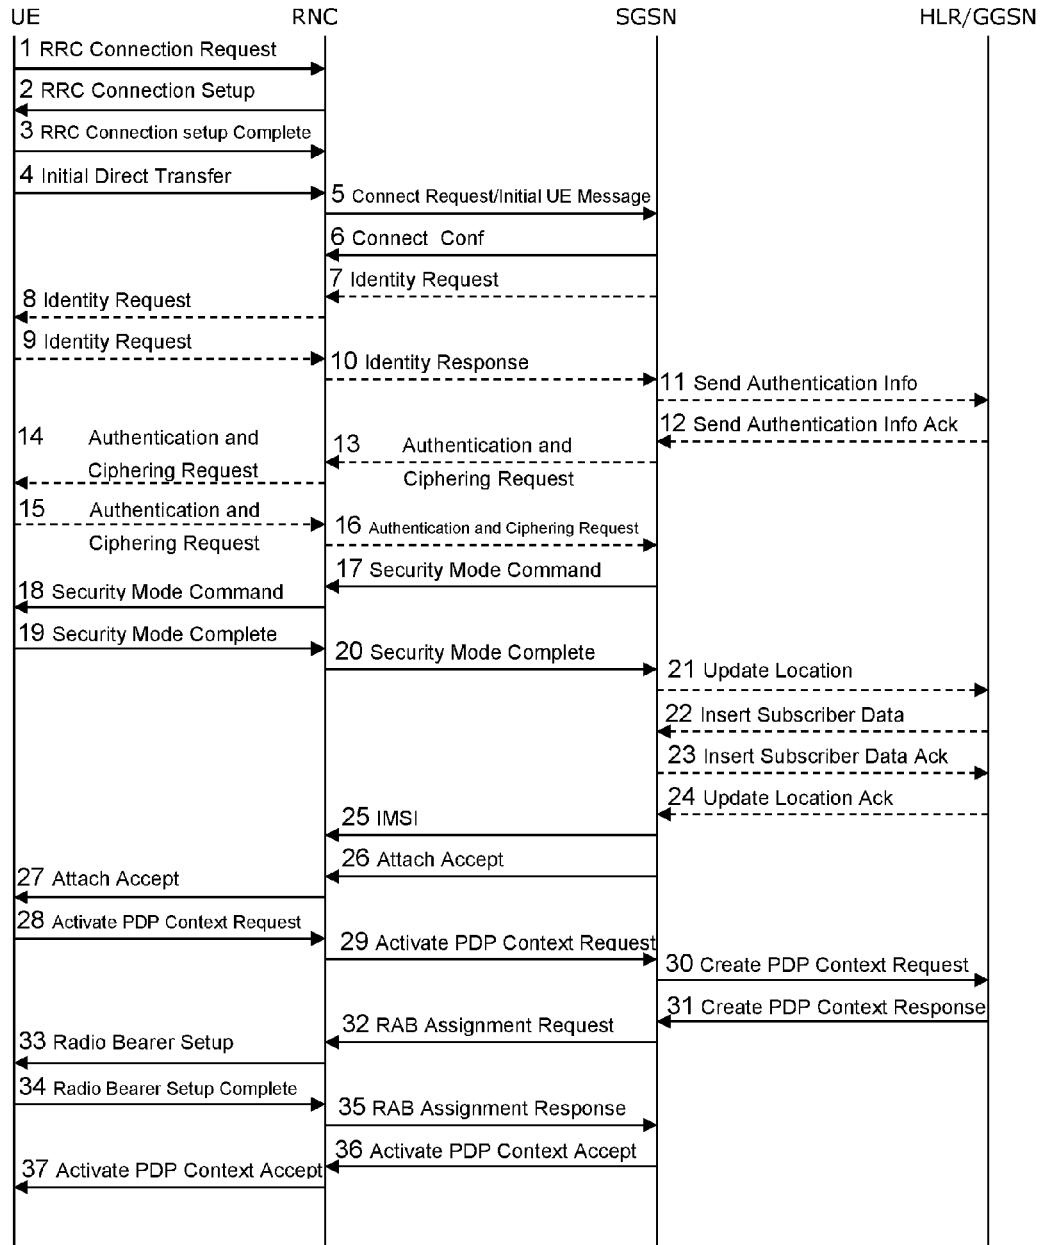 UE RNC SGSN HLR/GGSN
1 RRC Connection Request
2 RRC Connection Setup
3 RRC Connection setup Complete
4 Initial Direct Transfer
5 Connect Request/Initial UE Message
6 Connect Conf
7 Identity Request
8 Identity Request
9 Identity Request
10 Identity Response
11 Send Authentication Info
12 Send Authentication Info Ack
13 Authentication and
Ciphering Request
14 Authentication and
Ciphering Request
15 Authentication and
Ciphering Request
16 Authentication and Ciphering Request
17 Security Mode Command
18 Security Mode Command
19 Security Mode Complete
20 Security Mode Complete
21 Update Location
22 Insert Subscriber Data
23 Insert Subscriber Data Ack
24 Update Location Ack
25 IMSI
26 Attach Accept
27 Attach Accept
28 Activate PDP Context Request
29 Activate PDP Context Request
30 Create PDP Context Request
31 Create PDP Context Response
32 RAB Assignment Request
33 Radio Bearer Setup
34 Radio Bearer Setup Complete
35 RAB Assignment Response
36 Activate PDP Context Accept
37 Activate PDP Context Accept